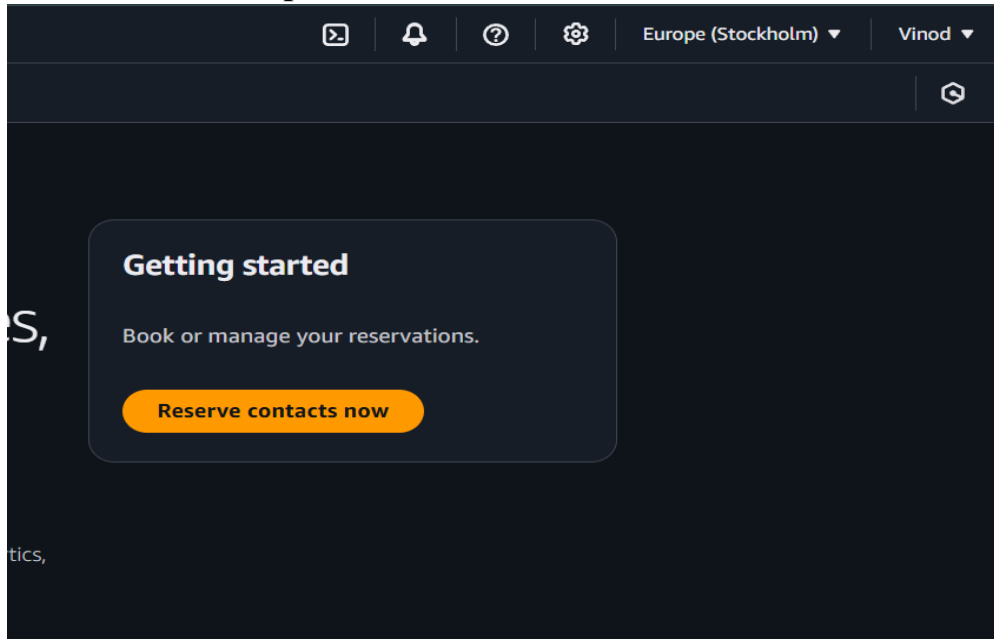 Europe (Stockholm) Vinod
Getting started
Book or manage your reservations.
Reserve contacts now